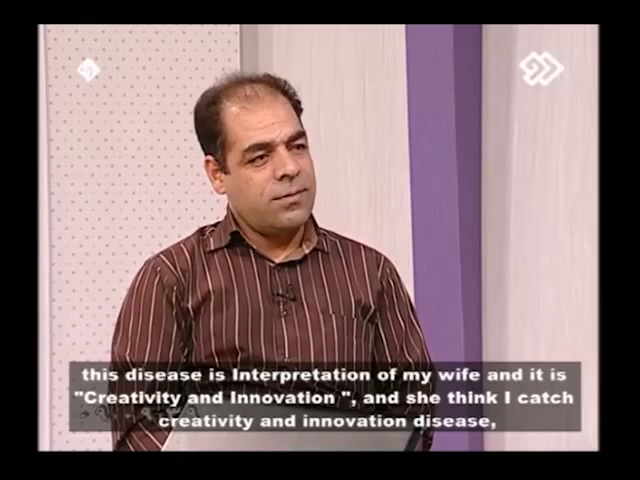 this disease is Interpretation of my wife and it is
"Creativity and Innovation ", and she think I catch
creativity and innovation disease,